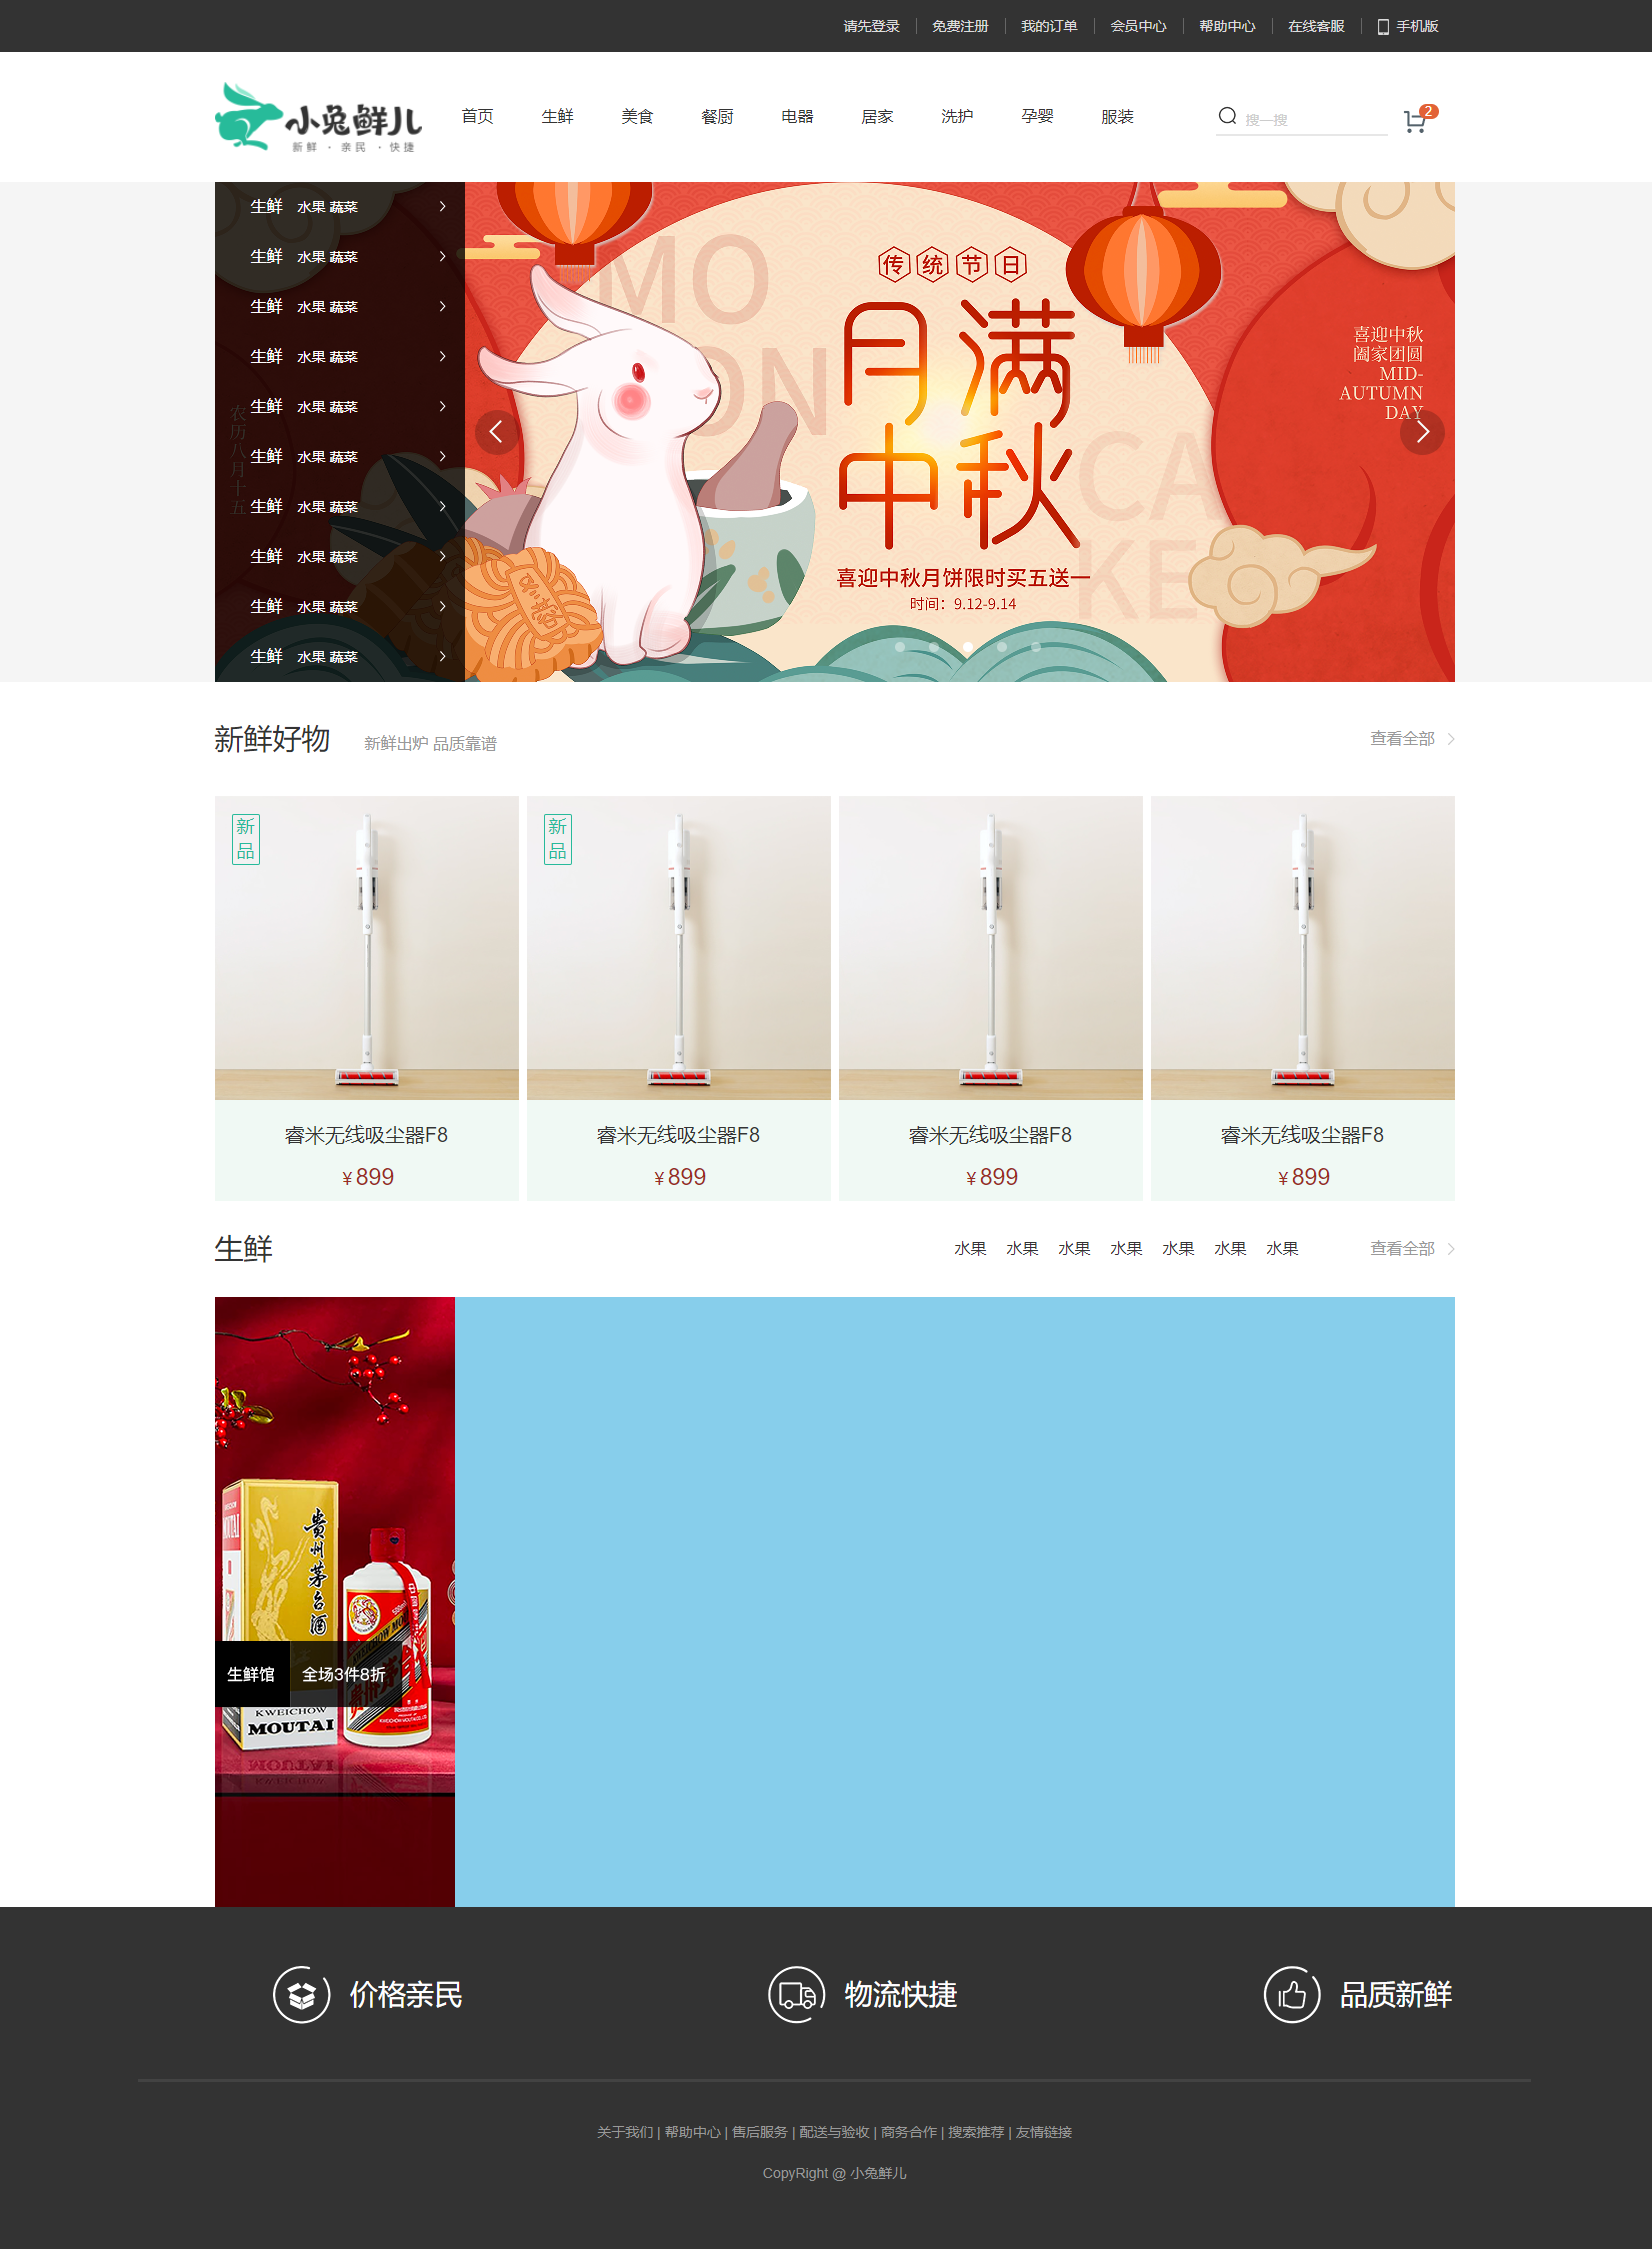 请先登录 免费注册 我的订单 会员中心 帮助中心 在线客服 手机版
小兔鲜儿
新鲜 · 亲民 · 快捷
首页 生鲜 美食 餐厨 电器 居家 洗护 孕婴 服装
搜一搜
2
生鲜 水果 蔬菜
生鲜 水果 蔬菜
生鲜 水果 蔬菜
生鲜 水果 蔬菜
生鲜 水果 蔬菜
生鲜 水果 蔬菜
生鲜 水果 蔬菜
生鲜 水果 蔬菜
生鲜 水果 蔬菜
生鲜 水果 蔬菜
农历八月十五
MO
ON
CA
KE
传统节日
月满
中秋
喜迎中秋月饼限时买五送一
时间：9.12-9.14
喜迎中秋
阖家团圆
MID-
AUTUMN
DAY
新鲜好物 新鲜出炉 品质靠谱 查看全部
新品
新品
睿米无线吸尘器F8 睿米无线吸尘器F8 睿米无线吸尘器F8 睿米无线吸尘器F8
¥ 899 ¥ 899 ¥ 899 ¥ 899
生鲜 水果 水果 水果 水果 水果 水果 水果 查看全部
MOUTAI
贵州茅台酒
生鲜馆 全场3件8折
KWEICHOW
MOUTAI
价格亲民 物流快捷 品质新鲜
关于我们 | 帮助中心 | 售后服务 | 配送与验收 | 商务合作 | 搜索推荐 | 友情链接
CopyRight @ 小兔鲜儿